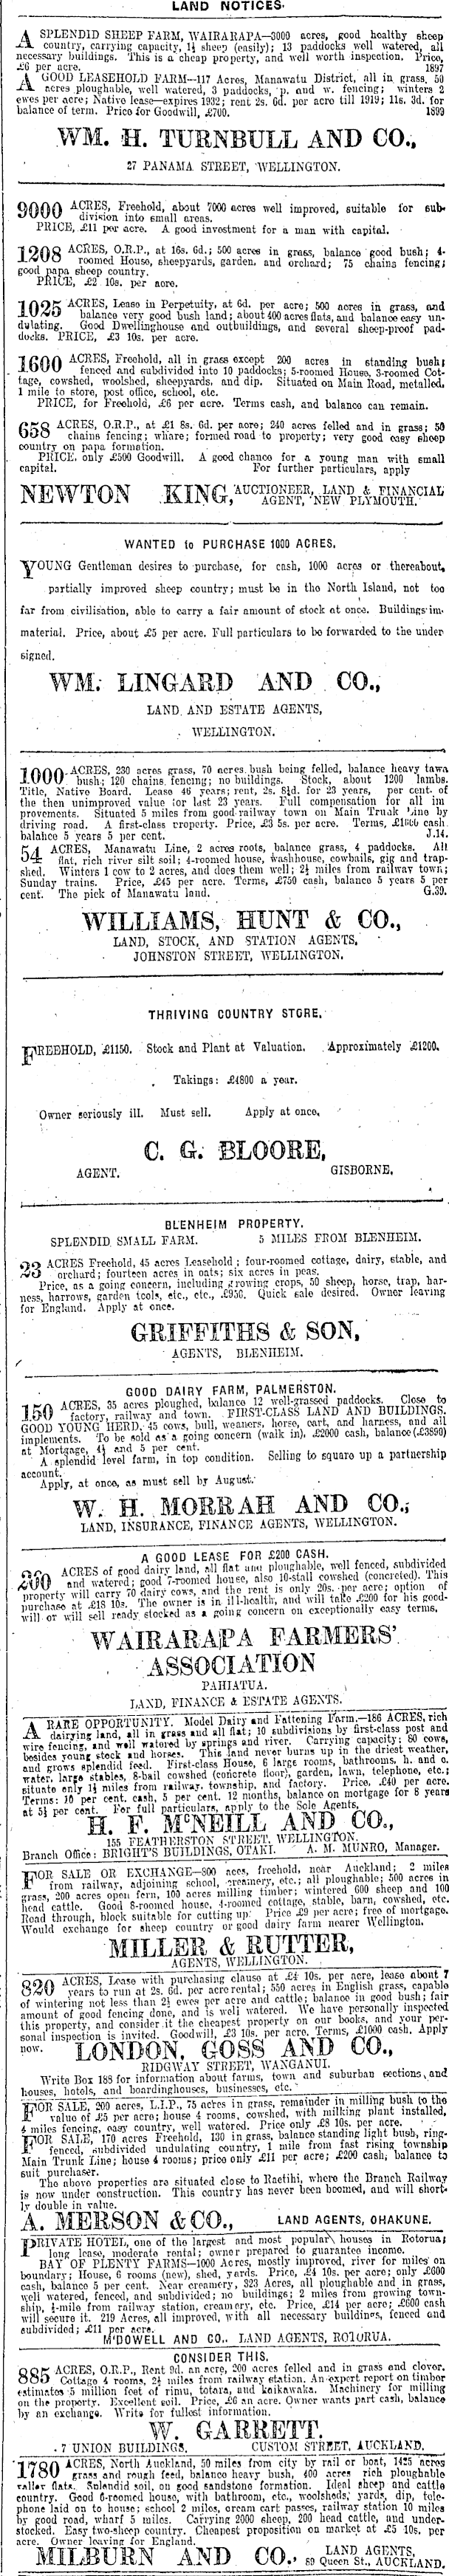 LAND NOTICES.
A SPLENDID SHEEP FARM, WAIRARAPA—3000 acres, good healthy sheep
country, carrying capacity, 1½ sheep (easily); 13 paddocks well watered, all
necessary buildings. This is a cheap property, and well worth inspection. Price,
£6 per acre. 1897
A GOOD LEASEHOLD FARM—117 Acres, Manawatu District, all in grass, 50
acres ploughable, well watered, 3 paddocks, p. and w. fencing; winters 2
ewes per acre; Native lease—expires 1932; rent 2s. 6d. per acre till 1919; 11s. 3d. for
balance of term. Price for Goodwill, £700. 1899
WM. H. TURNBULL AND CO.,
27 PANAMA STREET, WELLINGTON.
9000 ACRES, Freehold, about 7000 acres well improved, suitable for sub-
division into small areas.
PRICE, £11 per acre. A good investment for a man with capital.
1208 ACRES, O.R.P., at 16s. 6d.; 500 acres in grass, balance good bush; 4-
roomed House, sheepyards, garden, and orchard; 75 chains fencing;
good papa sheep country.
PRICE, £2 10s. per acre.
1025 ACRES, Lease in Perpetuity, at 6d. per acre; 500 acres in grass, and
balance very good bush land; about 400 acres flats, and balance easy un-
dulating. Good Dwellinghouse and outbuildings, and several sheep-proof pad-
docks. PRICE, £3 10s. per acre.
1600 ACRES, Freehold, all in grass except 200 acres in standing bush;
fenced and subdivided into 10 paddocks; 5-roomed House, 3-roomed Cot-
tage, cowshed, woolshed, sheepyards, and dip. Situated on Main Road, metalled,
1 mile to store, post office, school, etc.
PRICE, for Freehold, £6 per acre. Terms cash, and balance can remain.
658 ACRES, O.R.P., at £1 8s. 6d. per acre; 240 acres felled and in grass; 50
chains fencing; whare; formed road to property; very good easy sheep
country on papa formation.
PRICE, only £500 Goodwill. A good chance for a young man with small
capital. For further particulars, apply
NEWTON KING, AUCTIONEER, LAND & FINANCIAL
AGENT, NEW PLYMOUTH.
WANTED to PURCHASE 1000 ACRES.
YOUNG Gentleman desires to purchase, for cash, 1000 acres or thereabout,
partially improved sheep country; must be in the North Island, not too
far from civilisation, able to carry a fair amount of stock at once. Buildings im-
material. Price, about £5 per acre. Full particulars to be forwarded to the under
signed.
WM. LINGARD AND CO.,
LAND AND ESTATE AGENTS,
WELLINGTON.
1000 ACRES, 230 acres grass, 70 acres bush being felled, balance heavy tawa
bush; 120 chains fencing; no buildings. Stock, about 1200 lambs.
Title, Native Board. Lease 46 years; rent, 2s. 8½d. for 23 years, per cent. of
the then unimproved value for last 23 years. Full compensation for all im
provements. Situated 5 miles from good railway town on Main Trunk Line by
driving road. A first-class property. Price, £3 5s. per acre. Terms, cash
balance 5 years 5 per cent. J.14.
54 ACRES, Manawatu Line, 2 acres roots, balance grass, 4 paddocks. All
flat, rich river silt soil; 4-roomed house, washhouse, cowbails, gig and trap-
shed. Winters 1 cow to 2 acres, and does them well; 2½ miles from railway town;
Sunday trains. Price, £45 per acre. Terms, £750 cash, balance 5 years 5 per
cent. The pick of Manawatu land. G.39.
WILLIAMS, HUNT & CO.,
LAND, STOCK, AND STATION AGENTS,
JOHNSTON STREET, WELLINGTON.
THRIVING COUNTRY STORE.
FREEHOLD, £1150. Stock and Plant at Valuation. Approximately £1200.
Takings: £4800 a year.
Owner seriously ill. Must sell. Apply at once.
C. G. BLOORE,
AGENT. GISBORNE.
BLENHEIM PROPERTY.
SPLENDID SMALL FARM. 5 MILES FROM BLENHEIM.
23 ACRES Freehold, 45 acres Leasehold; four-roomed cottage, dairy, stable, and
orchard; fourteen acres in oats; six acres in peas.
Price, as a going concern, including growing crops, 50 sheep, horse, trap, har-
ness, harrows, garden tools, etc., etc., £950. Quick sale desired. Owner leaving
for England. Apply at once.
GRIFFITHS & SON,
AGENTS, BLENHEIM.
GOOD DAIRY FARM, PALMERSTON.
150 ACRES, 35 acres ploughed, balance 12 well-grassed paddocks. Close to
factory, railway and town. FIRST-CLASS LAND AND BUILDINGS.
GOOD YOUNG HERD, 45 cows, bull, weaners, horse, cart, and harness, and all
implements. To be sold as a going concern (walk in), £2000 cash, balance (£3890)
at Mortgage, 4½ and 5 per cent.
A splendid level farm, in top condition. Selling to square up a partnership
account.
Apply, at once, as must sell by August.
W. H. MORRAH AND CO.,
LAND, INSURANCE, FINANCE AGENTS, WELLINGTON.
A GOOD LEASE FOR £200 CASH.
200 ACRES of good dairy land, all flat and ploughable, well fenced, subdivided
and watered; good 7-roomed house, also 10-stall cowshed (concreted). This
property will carry 70 dairy cows, and the rent is only 20s. per acre; option of
purchase at £18 10s. The owner is in ill-health, and will take £200 for his good-
will or will sell ready stocked as a going concern on exceptionally easy terms.
WAIRARAPA FARMERS'
ASSOCIATION
PAHIATUA.
LAND, FINANCE & ESTATE AGENTS.
A RARE OPPORTUNITY. Model Dairy and Fattening Farm.—186 ACRES, rich
dairying land, all in grass and all flat; 10 subdivisions by first-class post and
wire fencing, and well watered by springs and river. Carrying capacity: 80 cows,
besides young stock and horses. This land never burns up in the driest weather,
and grows splendid feed. First-class House, 6 large rooms, bathrooms, h. and c.
water, large stables, 8-bail cowshed (concrete floor), garden, lawn, telephone, etc.;
situate only 1½ miles from railway, township, and factory. Price, £40 per acre.
Terms: 10 per cent. cash, 5 per cent. 12 months, balance on mortgage for 8 years
at 5½ per cent. For full particulars, apply to the Sole Agents,
H. F. McNEILL AND CO.,
155 FEATHERSTON STREET, WELLINGTON.
Branch Office: BRIGHT'S BUILDINGS, OTAKI. A. M. MUNRO, Manager.
FOR SALE OR EXCHANGE—800 aces, freehold, near Auckland; 2 miles
from railway, adjoining school, creamery, etc.; all ploughable; 500 acres in
grass, 200 acres open fern, 100 acres milling timber; wintered 600 sheep and 100
head cattle. Good 8-roomed house, 4-roomed cottage, stable, barn, cowshed, etc.
Road through, block suitable for cutting up. Price £9 per acre; free of mortgage.
Would exchange for sheep country or good dairy farm nearer Wellington.
MILLER & RUTTER,
AGENTS, WELLINGTON.
820 ACRES, Lease with purchasing clause at £4 10s. per acre, lease about 7
years to run at 2s. 6d. per acre rental; 550 acres in English grass, capable
of wintering not less than 2½ ewes per acre and cattle; balance in good bush; fair
amount of good fencing done, and is well watered. We have personally inspected
this property, and consider it the cheapest property on our books, and your per-
sonal inspection is invited. Goodwill, £3 10s. per acre. Terms, £1000 cash. Apply
now. LONDON, GOSS AND CO.,
RIDGWAY STREET, WANGANUI.
Write Box 188 for information about farms, town and suburban sections, and
houses, hotels, and boardinghouses, businesses, etc.
FOR SALE, 200 acres, L.I.P., 75 acres in grass, remainder in milling bush to the
value of £5 per acre; house 4 rooms, cowshed, with milking plant installed,
4 miles fencing, easy country, well watered. Price only £8 10s. per acre.
FOR SALE, 170 acres Freehold, 130 in grass, balance standing light bush, ring-
fenced, subdivided undulating country, 1 mile from fast rising township
Main Trunk Line; house 4 rooms; price only £11 per acre; £200 cash; balance to
suit purchaser.
The above properties are situated close to Raetihi, where the Branch Railway
is now under construction. This country has never been boomed, and will short-
ly double in value.
A. MERSON & CO., LAND AGENTS, OHAKUNE.
PRIVATE HOTEL, one of the largest and most popular houses in Rotorua;
long lease, moderate rental; owner prepared to guarantee income.
BAY OF PLENTY FARMS—1000 Acres, mostly improved, river for miles on
boundary; House, 6 rooms (new), shed, yards. Price, £4 10s. per acre; only £600
cash, balance 5 per cent. Near creamery, 323 Acres, all ploughable and in grass,
well watered, fenced, and subdivided; no buildings; 2 miles from growing town-
ship, ½-mile from railway station, creamery, etc. Price, £14 per acre; £600 cash
will secure it. 219 Acres, all improved, with all necessary buildings, fenced and
subdivided; £11 per acre.
M'DOWELL AND CO., LAND AGENTS, ROTORUA.
CONSIDER THIS.
885 ACRES, O.R.P., Rent 9d. an acre, 200 acres felled and in grass and clover.
Cottage 4 rooms, 2½ miles from railway station. An expert report on timber
estimates 5 million feet of rimu, totara, and kaikawaka. Machinery for milling
on the property. Excellent soil. Price, £6 an acre. Owner wants part cash, balance
by an exchange. Write for fullest information.
W. GARRETT,
7 UNION BUILDINGS, CUSTOM STREET, AUCKLAND.
1780 ACRES, North Auckland, 50 miles from city by rail or boat, 1425 acres
grass and rough feed, balance heavy bush, 400 acres rich ploughable
valley flats. Splendid soil, on good sandstone formation. Ideal sheep and cattle
country. Good 6-roomed house, with bathroom, etc., woolsheds, yards, dip, tele-
phone laid on to house; school 2 miles, cream cart passes, railway station 10 miles
by good road, wharf 5 miles. Carrying 2000 sheep, 200 head cattle, and under-
stocked. Easy two-sheep country. Cheapest proposition on market at £5 10s. per
acre. Owner leaving for England.
MILBURN AND CO., LAND AGENTS,
89 Queen St., AUCKLAND.